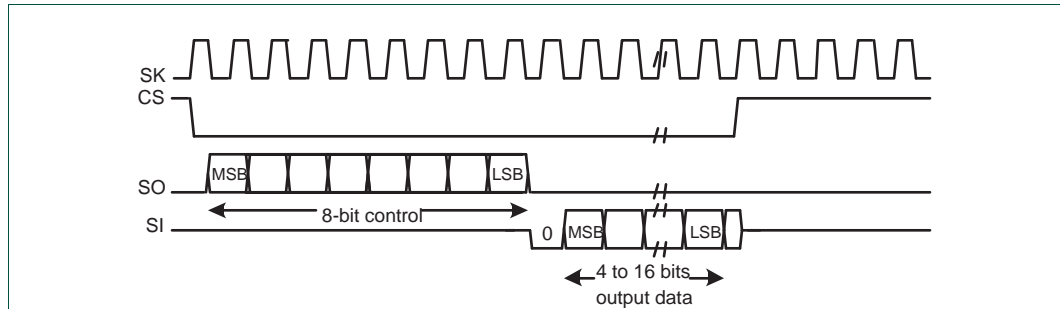 SK
CS
MSB
LSB
SO
8-bit control
SI
0
MSB
LSB
4 to 16 bits
output data